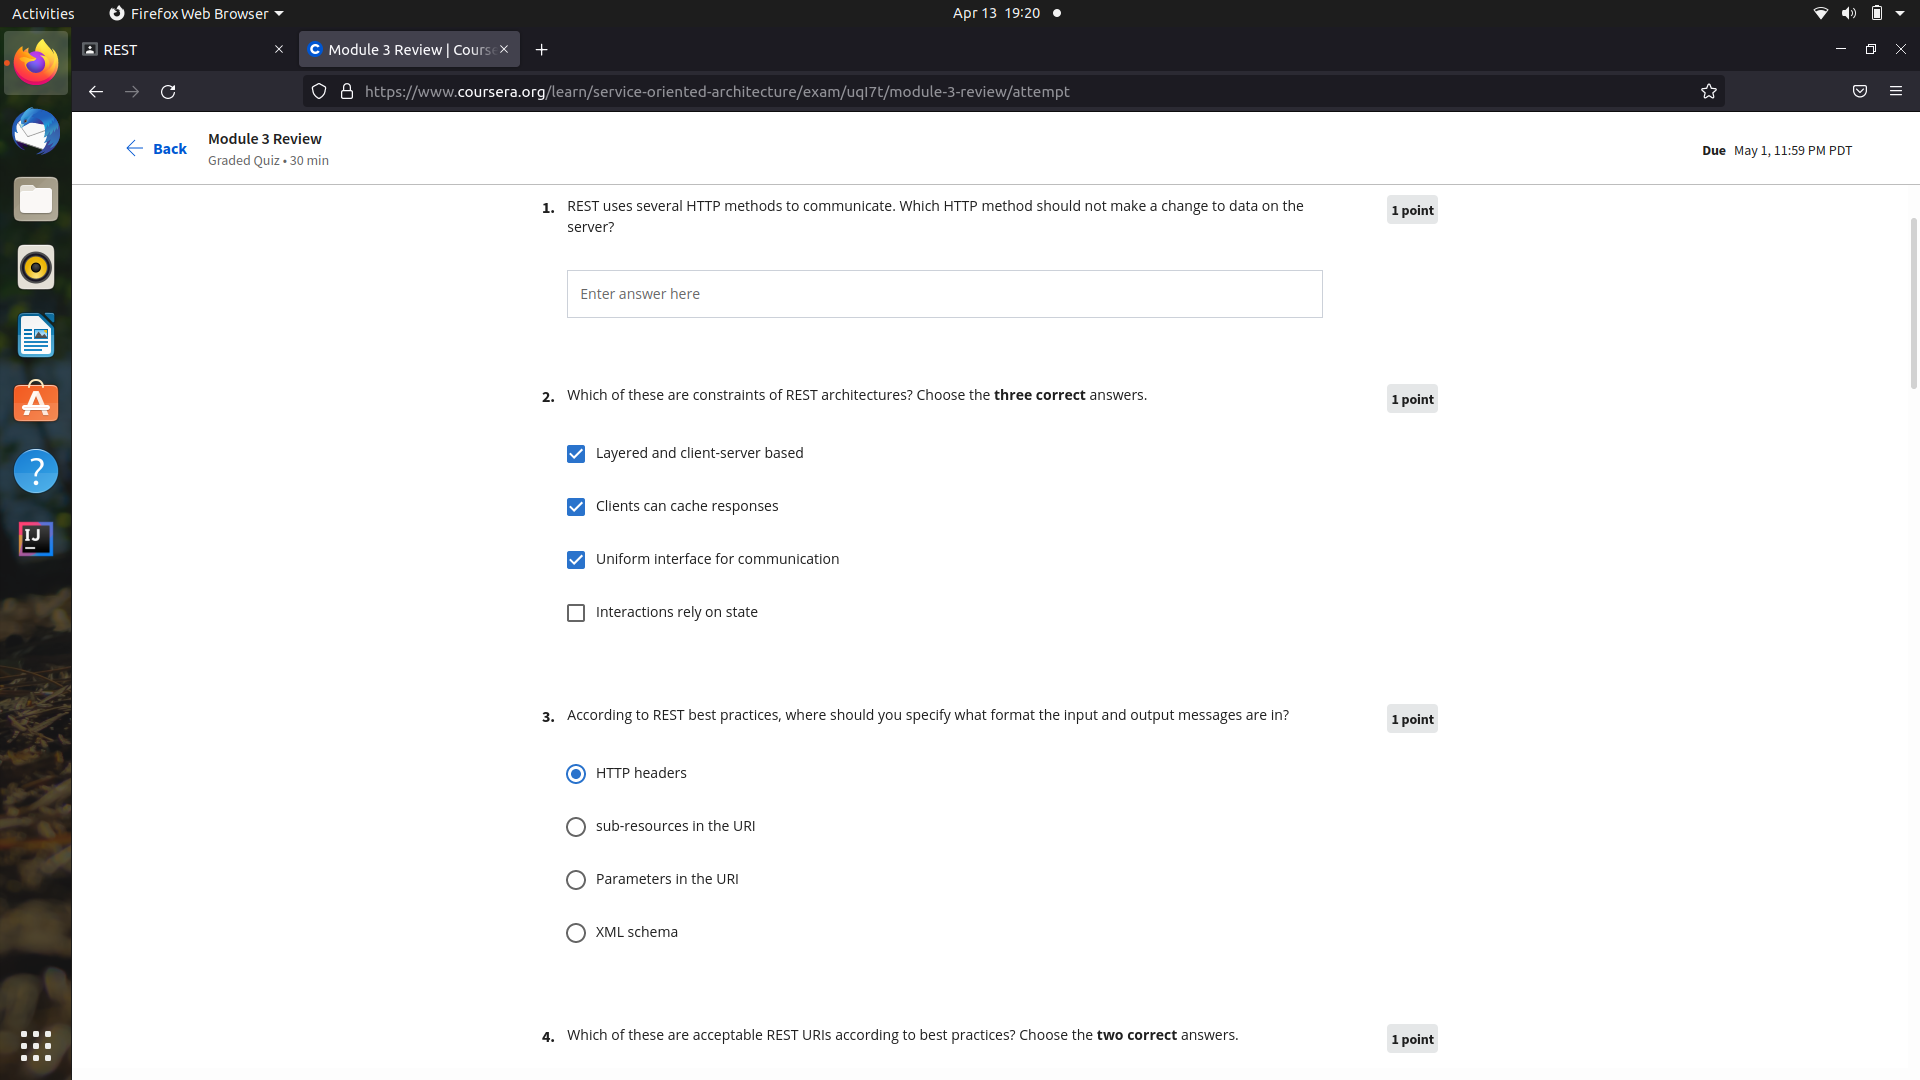 Activities
Firefox Web Browser
Apr 13 19:20
REST
Module 3 Review | Cours
https://www.coursera.org/learn/service-oriented-architecture/exam/uqI7t/module-3-review/attempt
Back
Module 3 Review
Graded Quiz • 30 min
Due May 1, 11:59 PM PDT
1. REST uses several HTTP methods to communicate. Which HTTP method should not make a change to data on the
server?
1 point
Enter answer here
2. Which of these are constraints of REST architectures? Choose the three correct answers.
1 point
Layered and client-server based
Clients can cache responses
Uniform interface for communication
Interactions rely on state
3. According to REST best practices, where should you specify what format the input and output messages are in?
1 point
HTTP headers
sub-resources in the URI
Parameters in the URI
XML schema
4. Which of these are acceptable REST URIs according to best practices? Choose the two correct answers.
1 point
IJ